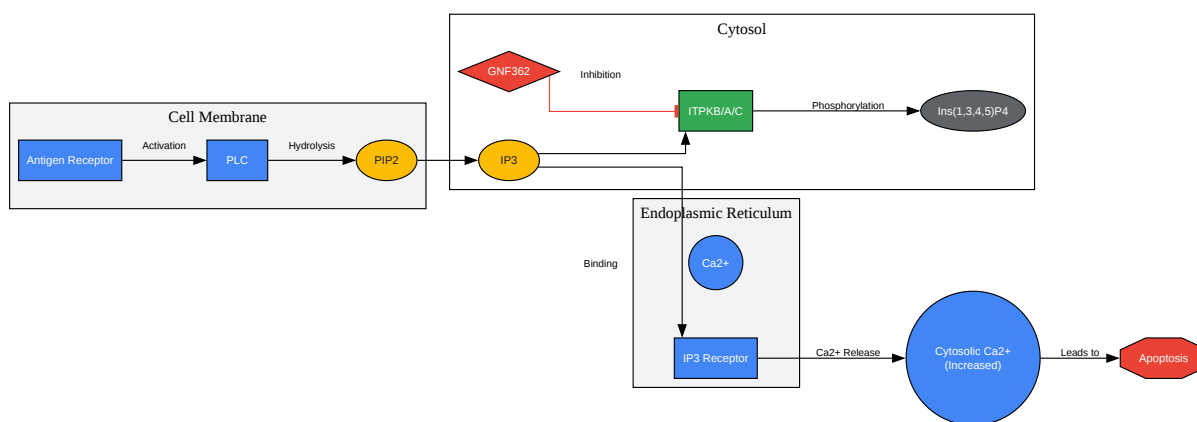 Cytosol
GNF362
Inhibition
ITPKB/A/C
Phosphorylation
Ins(1,3,4,5)P4
Cell Membrane
Antigen Receptor
Activation
PLC
Hydrolysis
PIP2
IP3
Endoplasmic Reticulum
Ca2+
Binding
IP3 Receptor
Ca2+ Release
Cytosolic Ca2+
(Increased)
Leads to
Apoptosis